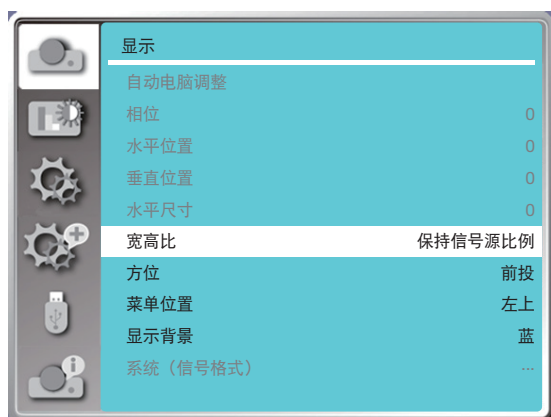 显示
自动电脑调整
相位 0
水平位置 0
垂直位置 0
水平尺寸 0
宽高比 保持信号源比例
方位 前投
菜单位置 左上
显示背景 蓝
系统（信号格式） ...